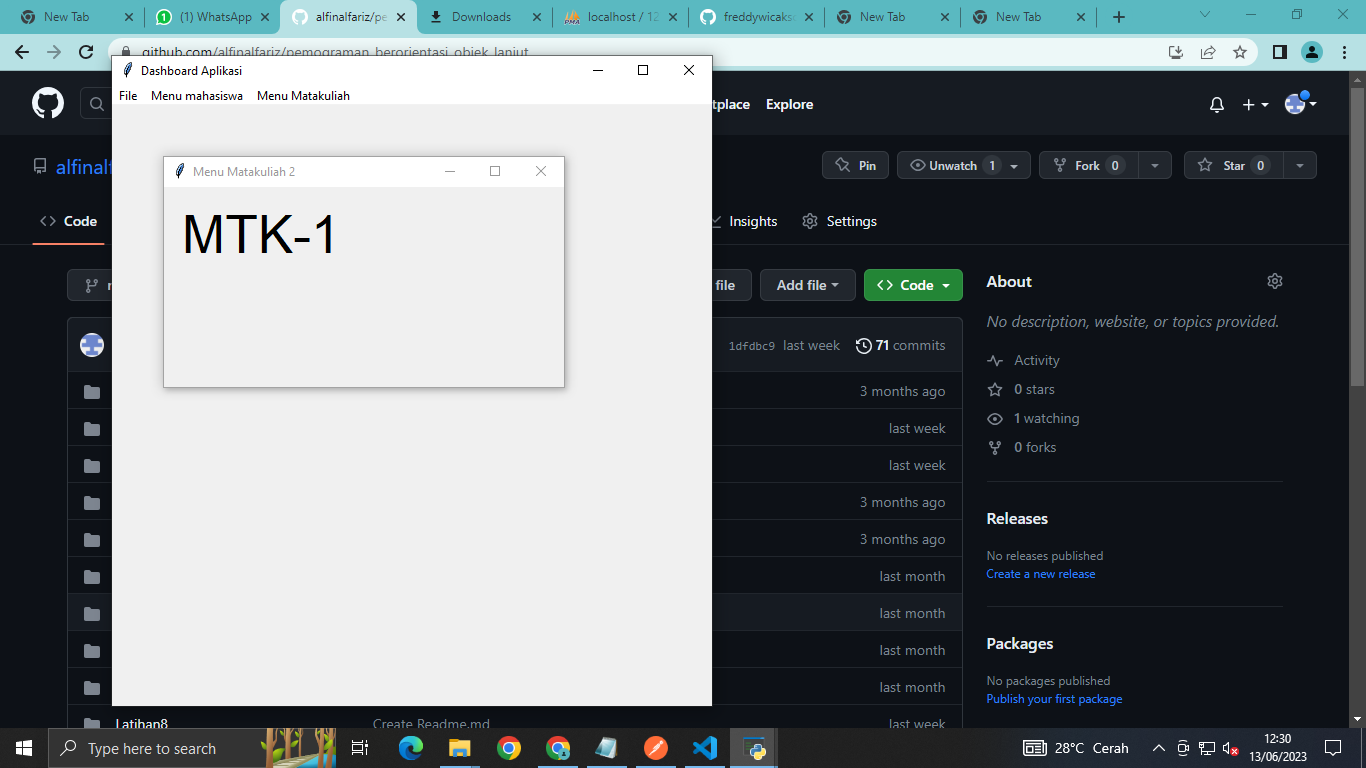 New Tab
(1) WhatsApp
alfinalfariz/pe
Downloads
localhost / 12
freddywicaks
New Tab
New Tab
github.com/alfinalfariz/pemograman_berorientasi_objek_lanjut
Dashboard Aplikasi
File Menu mahasiswa Menu Matakuliah
Menu Matakuliah 2
MTK-1
etplace Explore
alfinalf
Pin
Unwatch 1
Fork 0
Star 0
Code
Insights
Settings
file
Add file
Code
1dfdbc9 last week 71 commits
3 months ago
last week
last week
3 months ago
3 months ago
last month
last month
last month
last month
Latihan8 Create Readme.md last week
About
No description, website, or topics provided.
Activity
0 stars
1 watching
0 forks
Releases
No releases published
Create a new release
Packages
No packages published
Publish your first package
Type here to search
28°C Cerah
12:30
13/06/2023